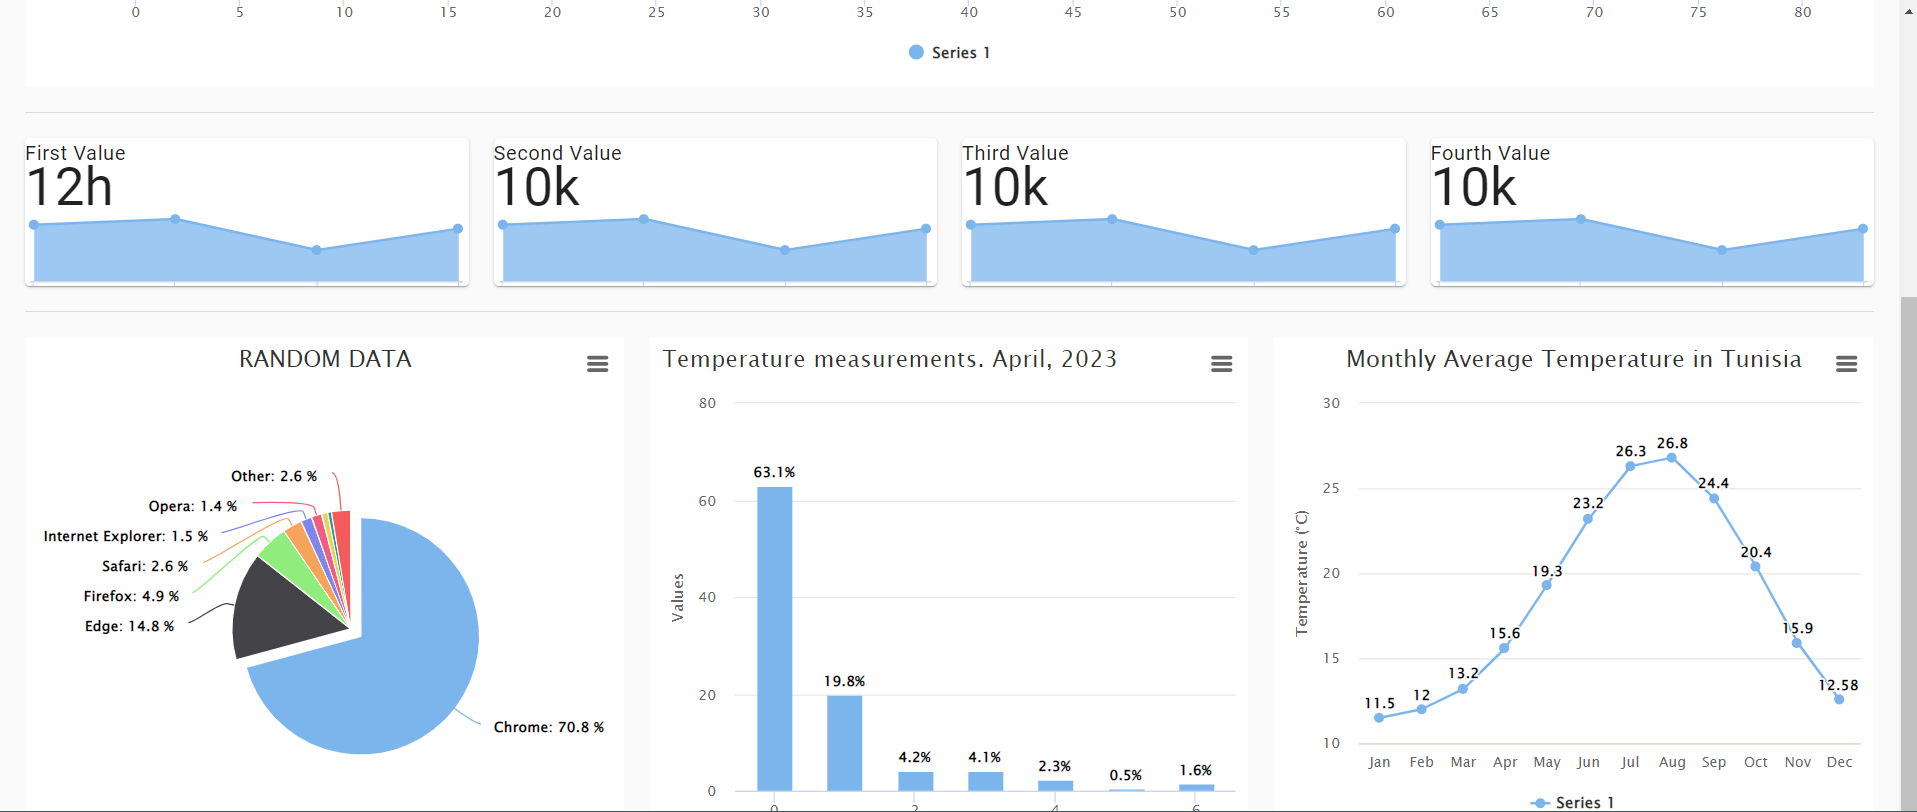 0 5 10 15 20 25 30 35 40 45 50 55 60 65 70 75 80
Series 1
First Value
12h
Second Value
10k
Third Value
10k
Fourth Value
10k
RANDOM DATA
Other: 2.6 %
Opera: 1.4 %
Internet Explorer: 1.5 %
Safari: 2.6 %
Firefox: 4.9 %
Edge: 14.8 %
Chrome: 70.8 %
Temperature measurements. April, 2023
Values
80
60
40
20
0
63.1%
19.8%
4.2%
4.1%
2.3%
0.5%
1.6%
0 2 4 6
Monthly Average Temperature in Tunisia
Temperature (°C)
30
25
20
15
10
11.5
12
13.2
15.6
19.3
23.2
26.3
26.8
24.4
20.4
15.9
12.58
Jan Feb Mar Apr May Jun Jul Aug Sep Oct Nov Dec
Series 1